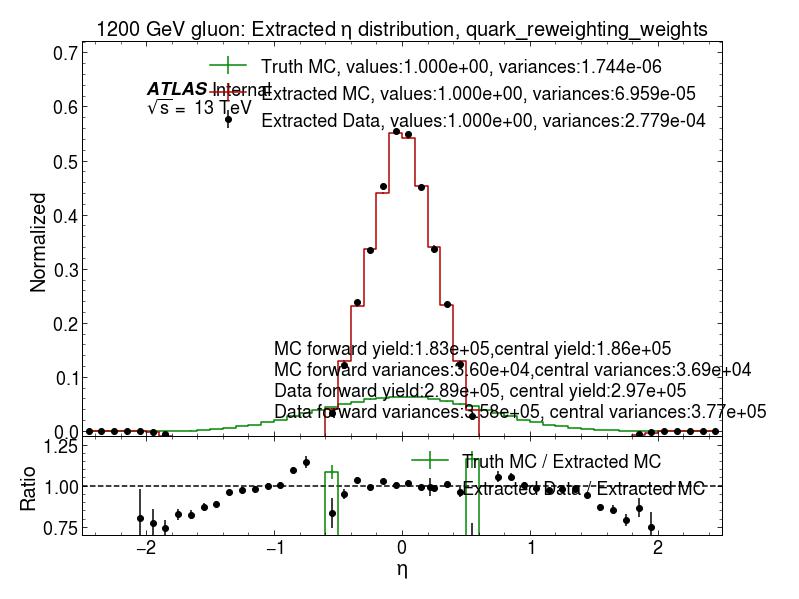 1200 GeV gluon: Extracted η distribution, quark_reweighting_weights
Truth MC, values:1.000e+00, variances:1.744e-06
ATLAS Internal
Extracted MC, values:1.000e+00, variances:6.959e-05
√s = 13 TeV
Extracted Data, values:1.000e+00, variances:2.779e-04
Normalized
0.7
0.6
0.5
0.4
0.3
0.2
0.1
0.0
MC forward yield:1.83e+05,central yield:1.86e+05
MC forward variances:3.60e+04,central variances:3.69e+04
Data forward yield:2.89e+05, central yield:2.97e+05
Data forward variances:3.58e+05, central variances:3.77e+05
Ratio
1.25
1.00
0.75
Truth MC / Extracted MC
Extracted Data / Extracted MC
−2 −1 0 1 2
η